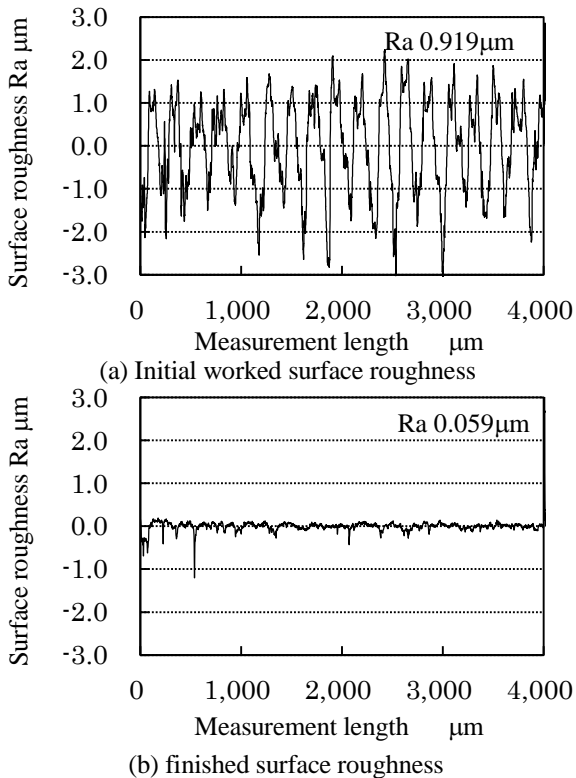 Surface roughness Ra μm
3.0
2.0
1.0
0.0
-1.0
-2.0
-3.0
Ra 0.919μm
0 1,000 2,000 3,000 4,000
Measurement length μm
(a) Initial worked surface roughness
Surface roughness Ra μm
3.0
2.0
1.0
0.0
-1.0
-2.0
-3.0
Ra 0.059μm
0 1,000 2,000 3,000 4,000
Measurement length μm
(b) finished surface roughness